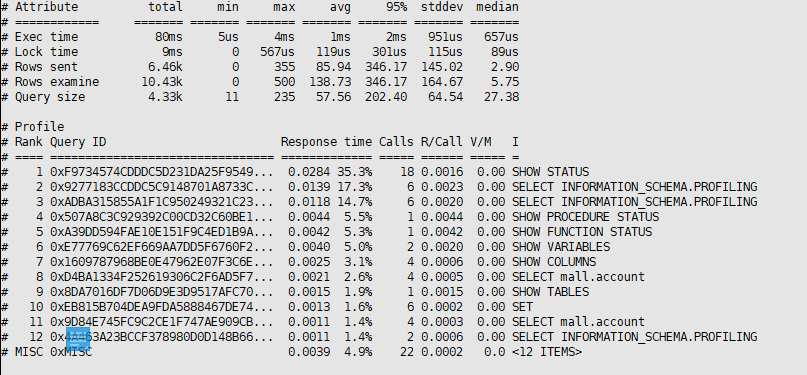 # Attribute          total     min     max     avg     95%  stddev  median
# ============     ======= ======= ======= ======= ======= ======= =======
# Exec time           80ms     5us     4ms     1ms     2ms   951us   657us
# Lock time            9ms       0   567us   119us   301us   115us    89us
# Rows sent          6.46k       0     355   85.94  346.17  145.02    2.90
# Rows examine      10.43k       0     500  138.73  346.17  164.67    5.75
# Query size         4.33k      11     235   57.56  202.40   64.54   27.38
# Profile
# Rank Query ID                       Response time Calls R/Call V/M   I
# ==== ============================== ============= ===== ====== ===== =
#    1 0xF9734574CDDDC5D231DA25F9549... 0.0284 35.3%    18 0.0016  0.00 SHOW STATUS
#    2 0x9277183CCDDC5C9148701A8733C... 0.0139 17.3%     6 0.0023  0.00 SELECT INFORMATION_SCHEMA.PROFILING
#    3 0xADBA315855A1F1C950249321C23... 0.0118 14.7%     6 0.0020  0.00 SELECT INFORMATION_SCHEMA.PROFILING
#    4 0x507A8C3C929392C00CD32C60BE1... 0.0044  5.5%     1 0.0044  0.00 SHOW PROCEDURE STATUS
#    5 0xA39DD594FAE10E151F9C4ED1B9A... 0.0042  5.3%     1 0.0042  0.00 SHOW FUNCTION STATUS
#    6 0xE77769C62EF669AA7DD5F6760F2... 0.0040  5.0%     2 0.0020  0.00 SHOW VARIABLES
#    7 0x1609787968BE0E47962E07F3C6E... 0.0025  3.1%     4 0.0006  0.00 SHOW COLUMNS
#    8 0xD4BA1334F252619306C2F6AD5F7... 0.0021  2.6%     4 0.0005  0.00 SELECT mall.account
#    9 0x8DA7016DF7D06D9E3D9517AFC70... 0.0015  1.9%     1 0.0015  0.00 SHOW TABLES
#   10 0xEB815B704DEA9FDA5888467DE74... 0.0013  1.6%     6 0.0002  0.00 SET
#   11 0x9D84E745FC9C2CE1F747AE909CB... 0.0011  1.4%     4 0.0003  0.00 SELECT mall.account
#   12 0.0011  1.4%     2 0.0006  0.00 SELECT INFORMATION_SCHEMA.PROFILING
# MISC 0xMISC                           0.0039  4.9%    22 0.0002   0.0 <12 ITEMS>